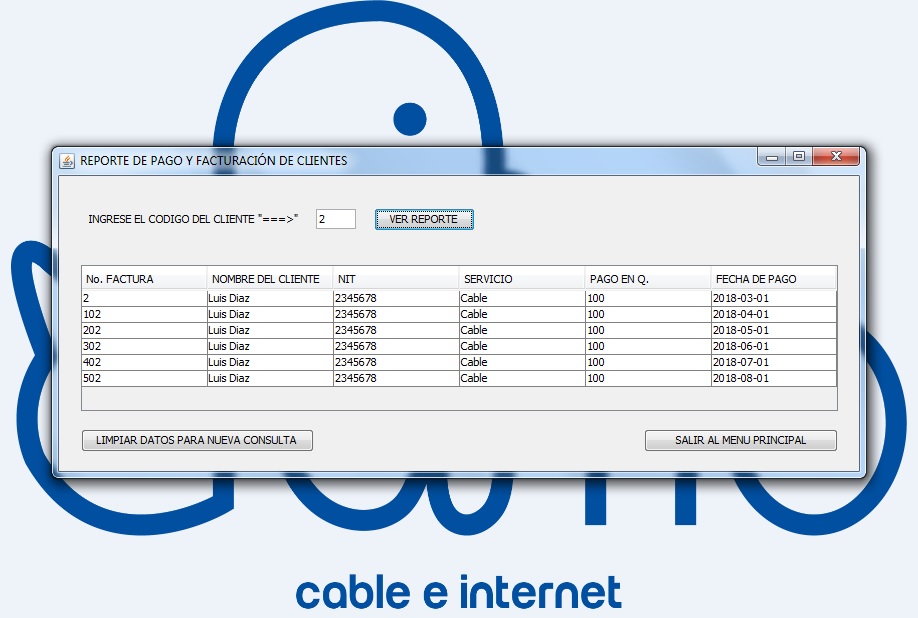 REPORTE DE PAGO Y FACTURACIÓN DE CLIENTES
INGRESE EL CODIGO DEL CLIENTE "===>" 2 VER REPORTE
No. FACTURA NOMBRE DEL CLIENTE NIT SERVICIO PAGO EN Q. FECHA DE PAGO
2 Luis Diaz 2345678 Cable 100 2018-03-01
102 Luis Diaz 2345678 Cable 100 2018-04-01
202 Luis Diaz 2345678 Cable 100 2018-05-01
302 Luis Diaz 2345678 Cable 100 2018-06-01
402 Luis Diaz 2345678 Cable 100 2018-07-01
502 Luis Diaz 2345678 Cable 100 2018-08-01
LIMPIAR DATOS PARA NUEVA CONSULTA SALIR AL MENU PRINCIPAL
cable e internet